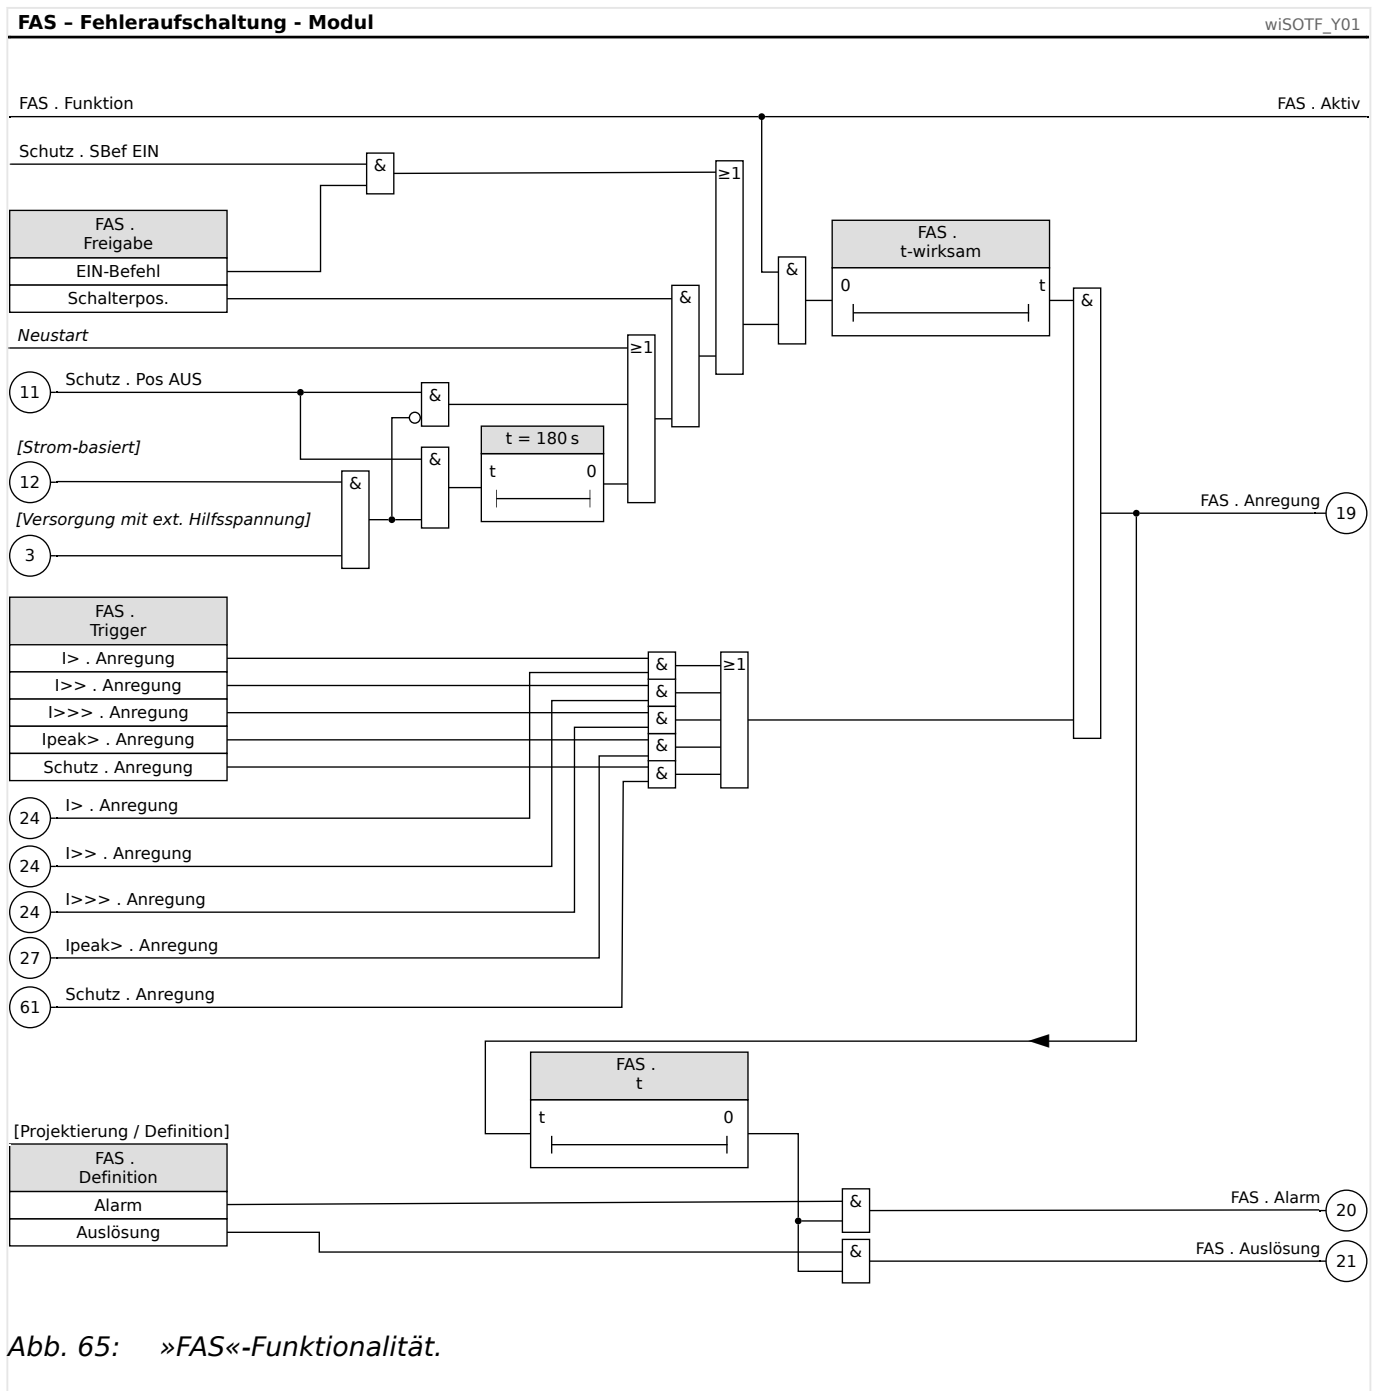 FAS – Fehleraufschaltung - Modul
wiSOTF_Y01
FAS . Funktion
FAS . Aktiv
Schutz . SBef EIN
&
≥1
FAS .
Freigabe
EIN-Befehl
Schalterpos.
&
FAS .
t-wirksam
0
t
&
&
Neustart
≥1
11
Schutz . Pos AUS
&
[Strom-basiert]
12
&
&
t = 180 s
t
0
[Versorgung mit ext. Hilfsspannung]
3
FAS . Anregung
19
FAS .
Trigger
I> . Anregung
I>> . Anregung
I>>> . Anregung
Ipeak> . Anregung
Schutz . Anregung
&
&
&
&
&
≥1
24
I> . Anregung
24
I>> . Anregung
24
I>>> . Anregung
27
Ipeak> . Anregung
61
Schutz . Anregung
FAS .
t
t
0
[Projektierung / Definition]
FAS .
Definition
Alarm
Auslösung
&
FAS . Alarm
20
&
FAS . Auslösung
21
Abb. 65: »FAS«-Funktionalität.